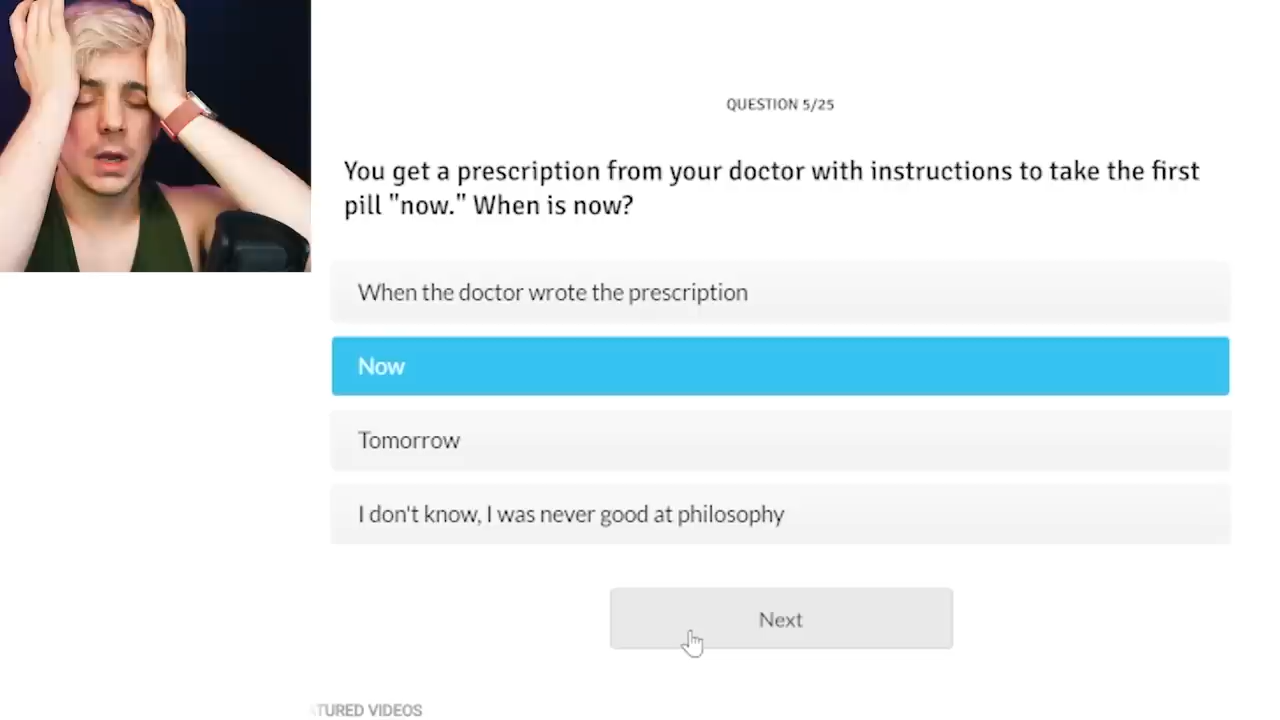 QUESTION 5/25
You get a prescription from your doctor with instructions to take the first
pill "now." When is now?
When the doctor wrote the prescription
Now
Tomorrow
I don't know, I was never good at philosophy
Next
TURED VIDEOS